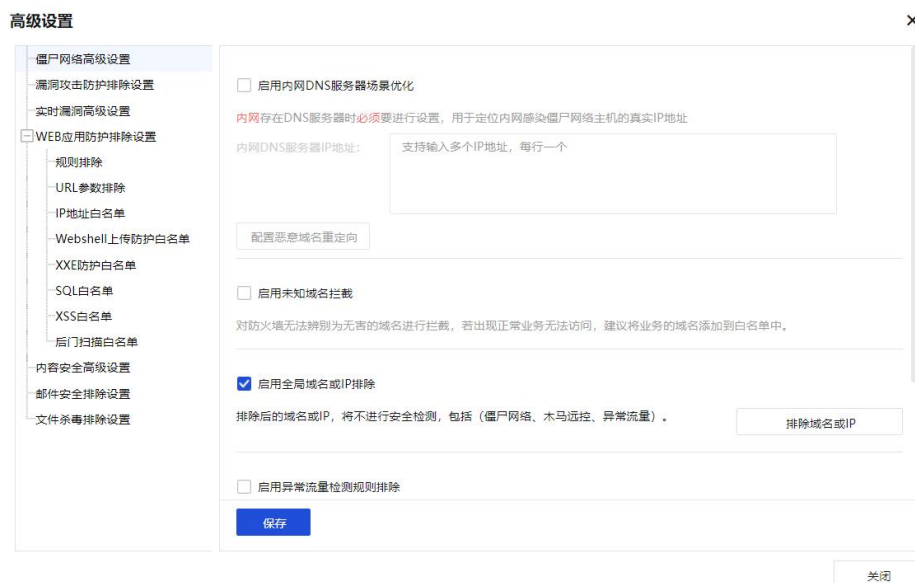 高级设置
僵尸网络高级设置
漏洞攻击防护排除设置
实时漏洞高级设置
WEB应用防护排除设置
规则排除
URL参数排除
IP地址白名单
Webshell上传防护白名单
XXE防护白名单
SQL白名单
XSS白名单
后门扫描白名单
内容安全高级设置
邮件安全排除设置
文件杀毒排除设置
启用内网DNS服务器场景优化
内网存在DNS服务器时必须要进行设置，用于定位内网感染僵尸网络主机的真实IP地址
内网DNS服务器IP地址：
支持输入多个IP地址，每行一个
配置恶意域名重定向
启用未知域名拦截
对防火墙无法辨别为无害的域名进行拦截，若出现正常业务无法访问，建议将业务的域名添加到白名单中。
启用全局域名或IP排除
排除后的域名或IP，将不进行安全检测，包括（僵尸网络、木马远控、异常流量）。
排除域名或IP
启用异常流量检测规则排除
保存
关闭